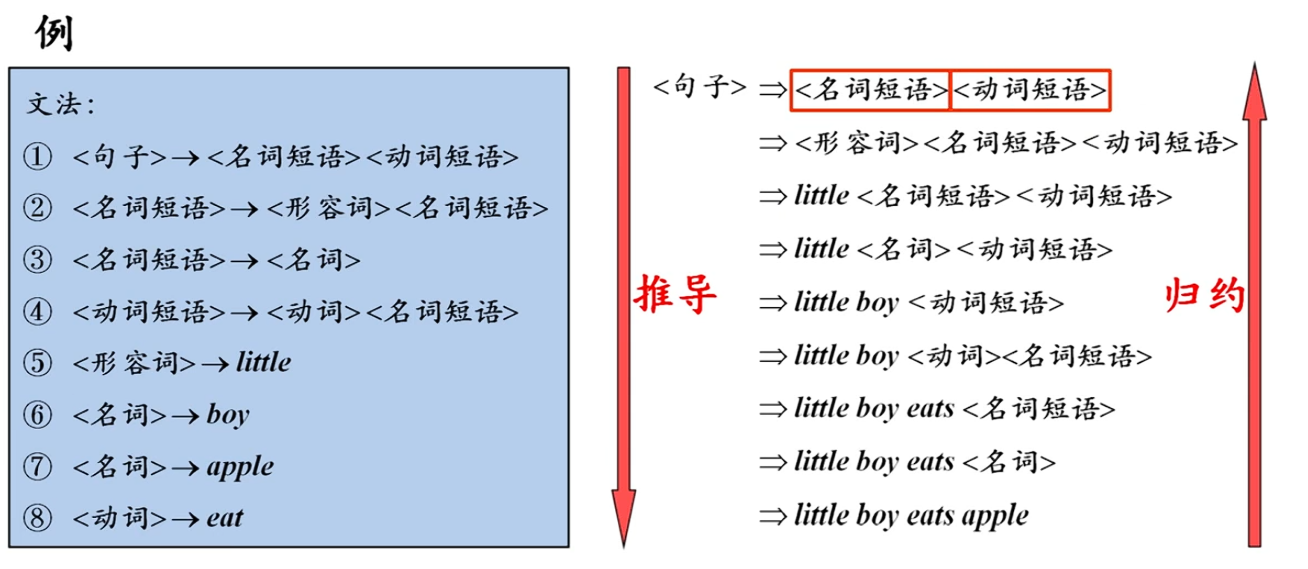 例
文法：
① <句子>→<名词短语><动词短语>
② <名词短语>→<形容词><名词短语>
③ <名词短语>→<名词>
④ <动词短语>→<动词><名词短语>
⑤ <形容词>→little
⑥ <名词>→boy
⑦ <名词>→apple
⑧ <动词>→eat
推导
<句子> ⇒<名词短语><动词短语>
⇒<形容词><名词短语><动词短语>
⇒little <名词短语><动词短语>
⇒little <名词><动词短语>
⇒little boy <动词短语>
⇒little boy <动词><名词短语>
⇒little boy eats <名词短语>
⇒little boy eats <名词>
⇒little boy eats apple
归约